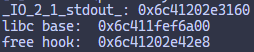 _IO_2_1_stdout_: 0x6c41202e3160
libc base:  0x6c411fef6a00
free hook:  0x6c41202e42e8